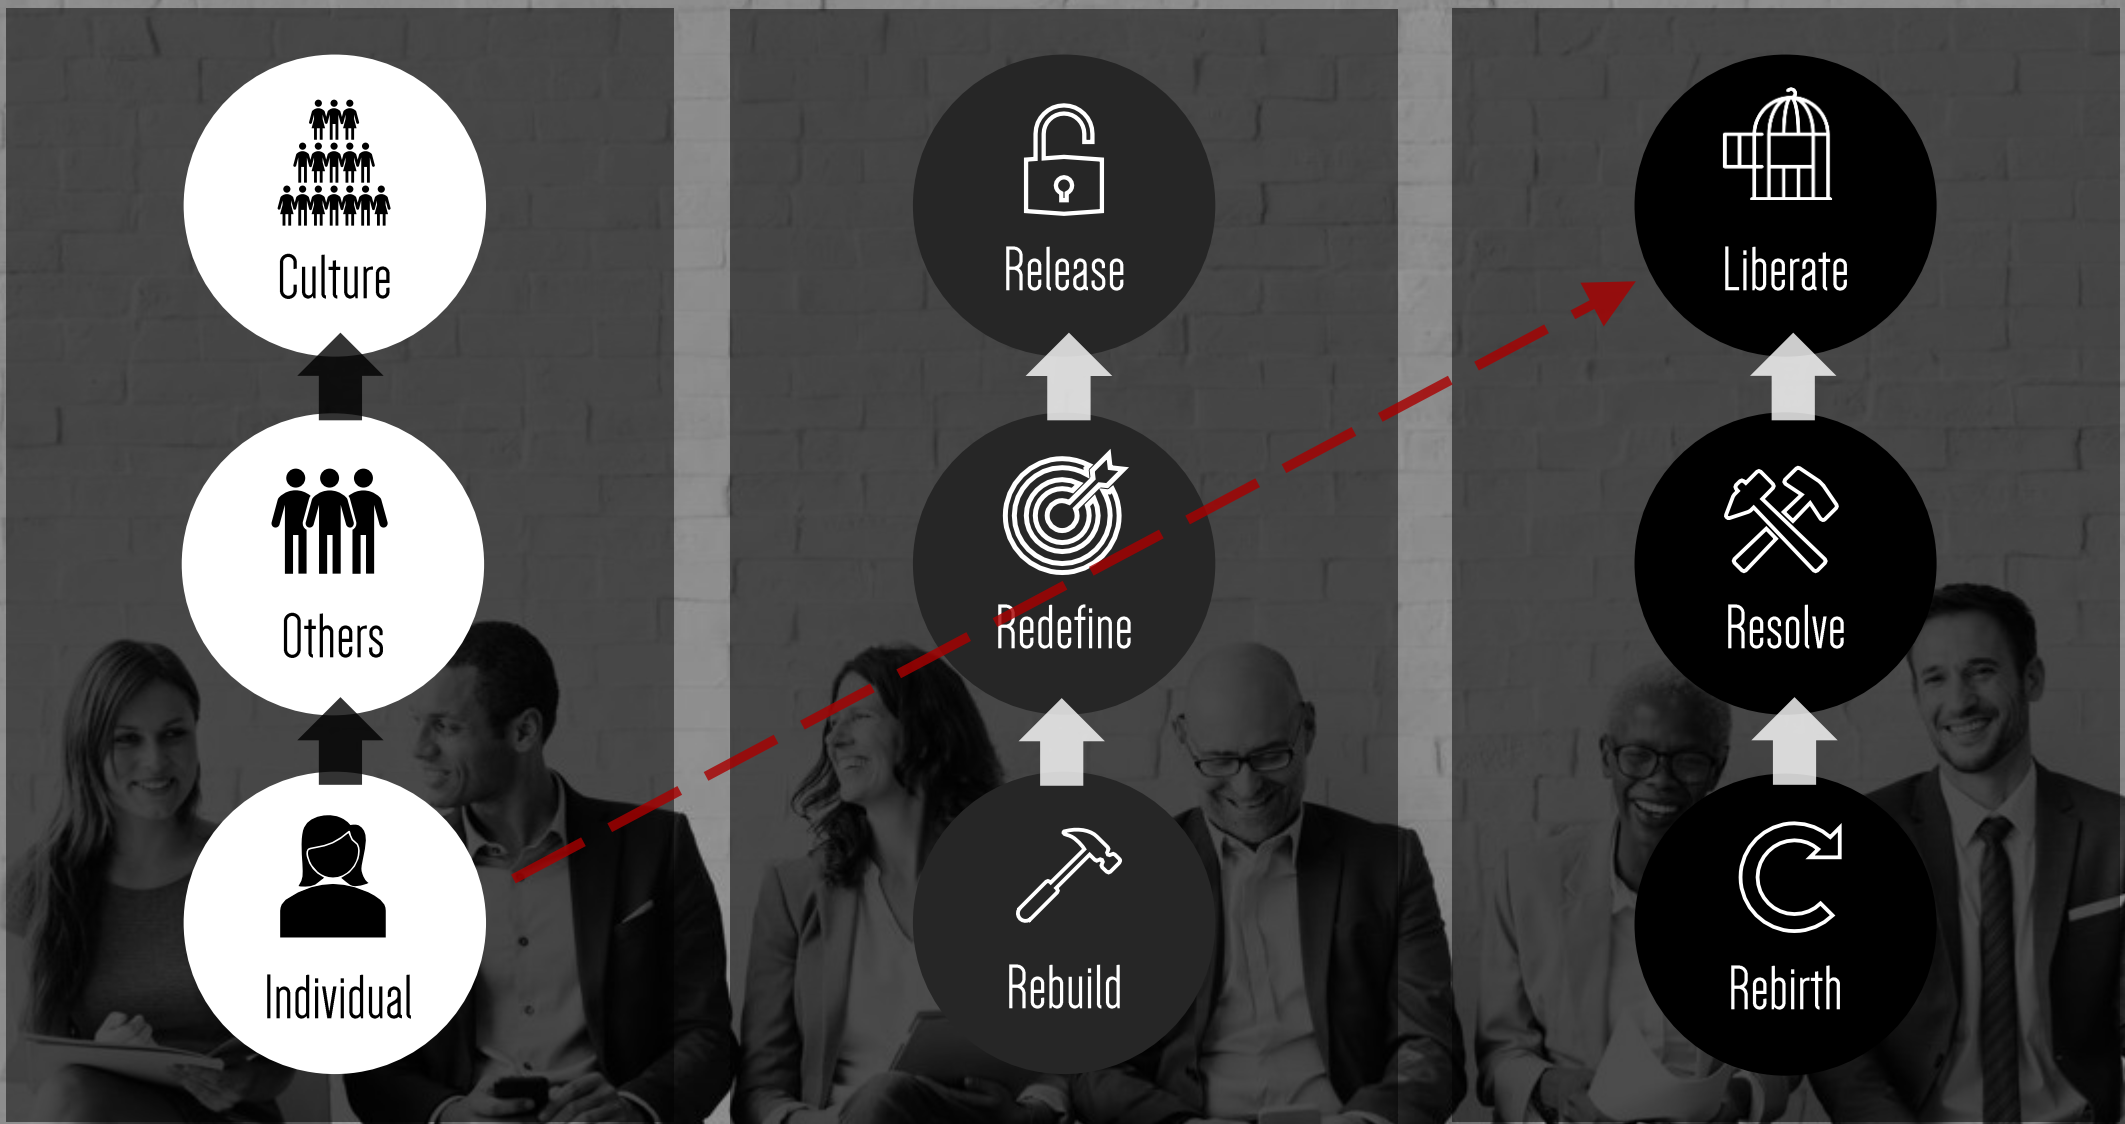 Culture
Others
Individual
Release
Redefine
Rebuild
Liberate
Resolve
Rebirth